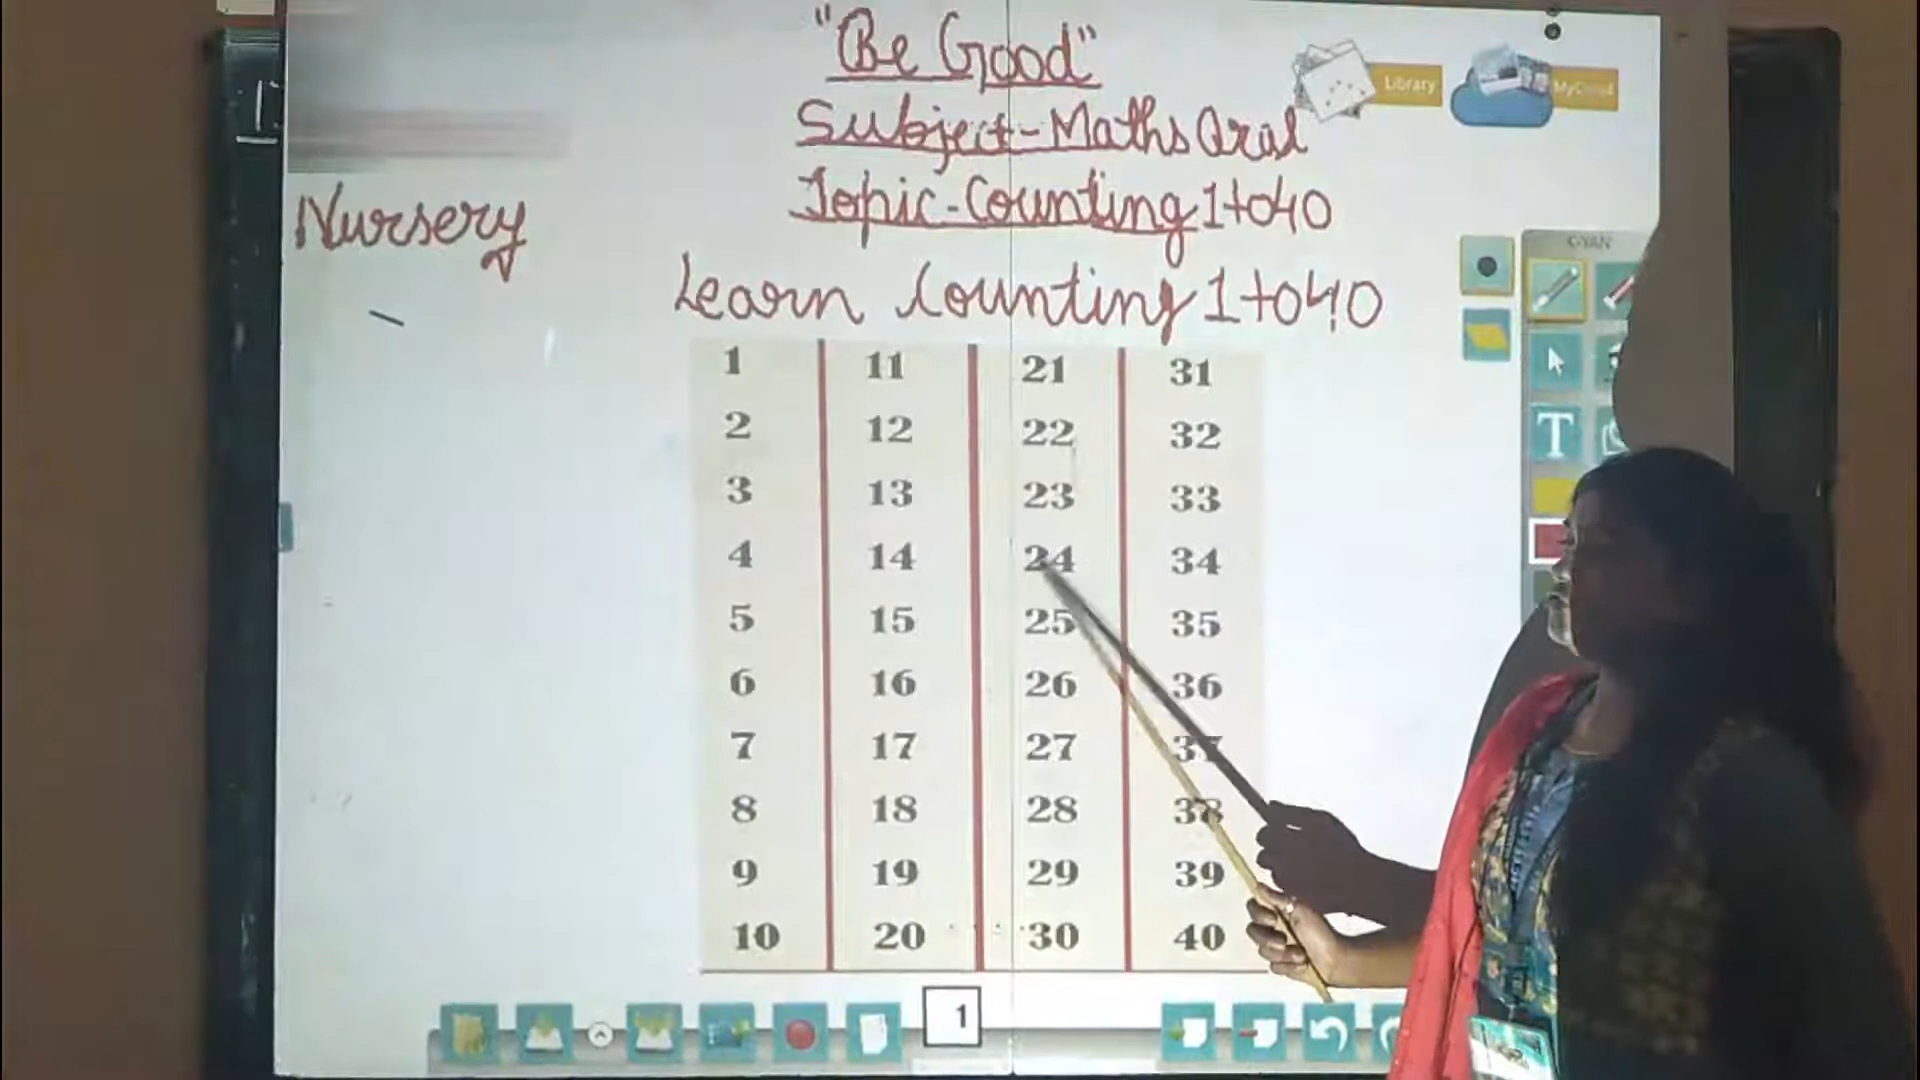 "Be Good"
Library
MyCloud
Subject-Maths Oral
Topic-Counting 1 to 40
Nursery
GYAN
Learn Counting 1 to 40
1 11 21 31
2 12 22 32
3 13 23 33
4 14 24 34
5 15 25 35
6 16 26 36
7 17 27 37
8 18 28 38
9 19 29 39
10 20 30 40
T
1